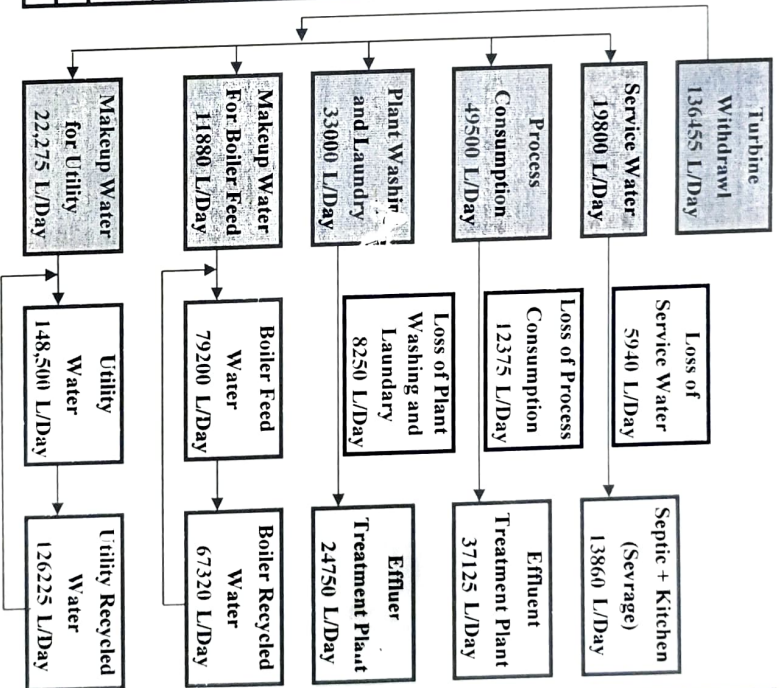 Turbine
Withdrawl
136455 L/Day
Service Water
19800 L/Day
Loss of
Service Water
5940 L/Day
Septic + Kitchen
(Sevrage)
13860 L/Day
Process
Consumption
49500 L/Day
Loss of Process
Consumption
12375 L/Day
Effluent
Treatment Plant
37125 L/Day
Plant Washin
and Laundry
33000 L/Day
Loss of Plant
Washing and
Laundary
8250 L/Day
Effluer
Treatment Plant
24750 L/Day
Makeup Water
For Boiler Feed
11880 L/Day
Boiler Feed
Water
79200 L/Day
Boiler Recycled
Water
67320 L/Day
Makeup Water
for Utility
22,275 L/Day
Utility
Water
148,500 L/Day
Utility Recycled
Water
126225 L/Day